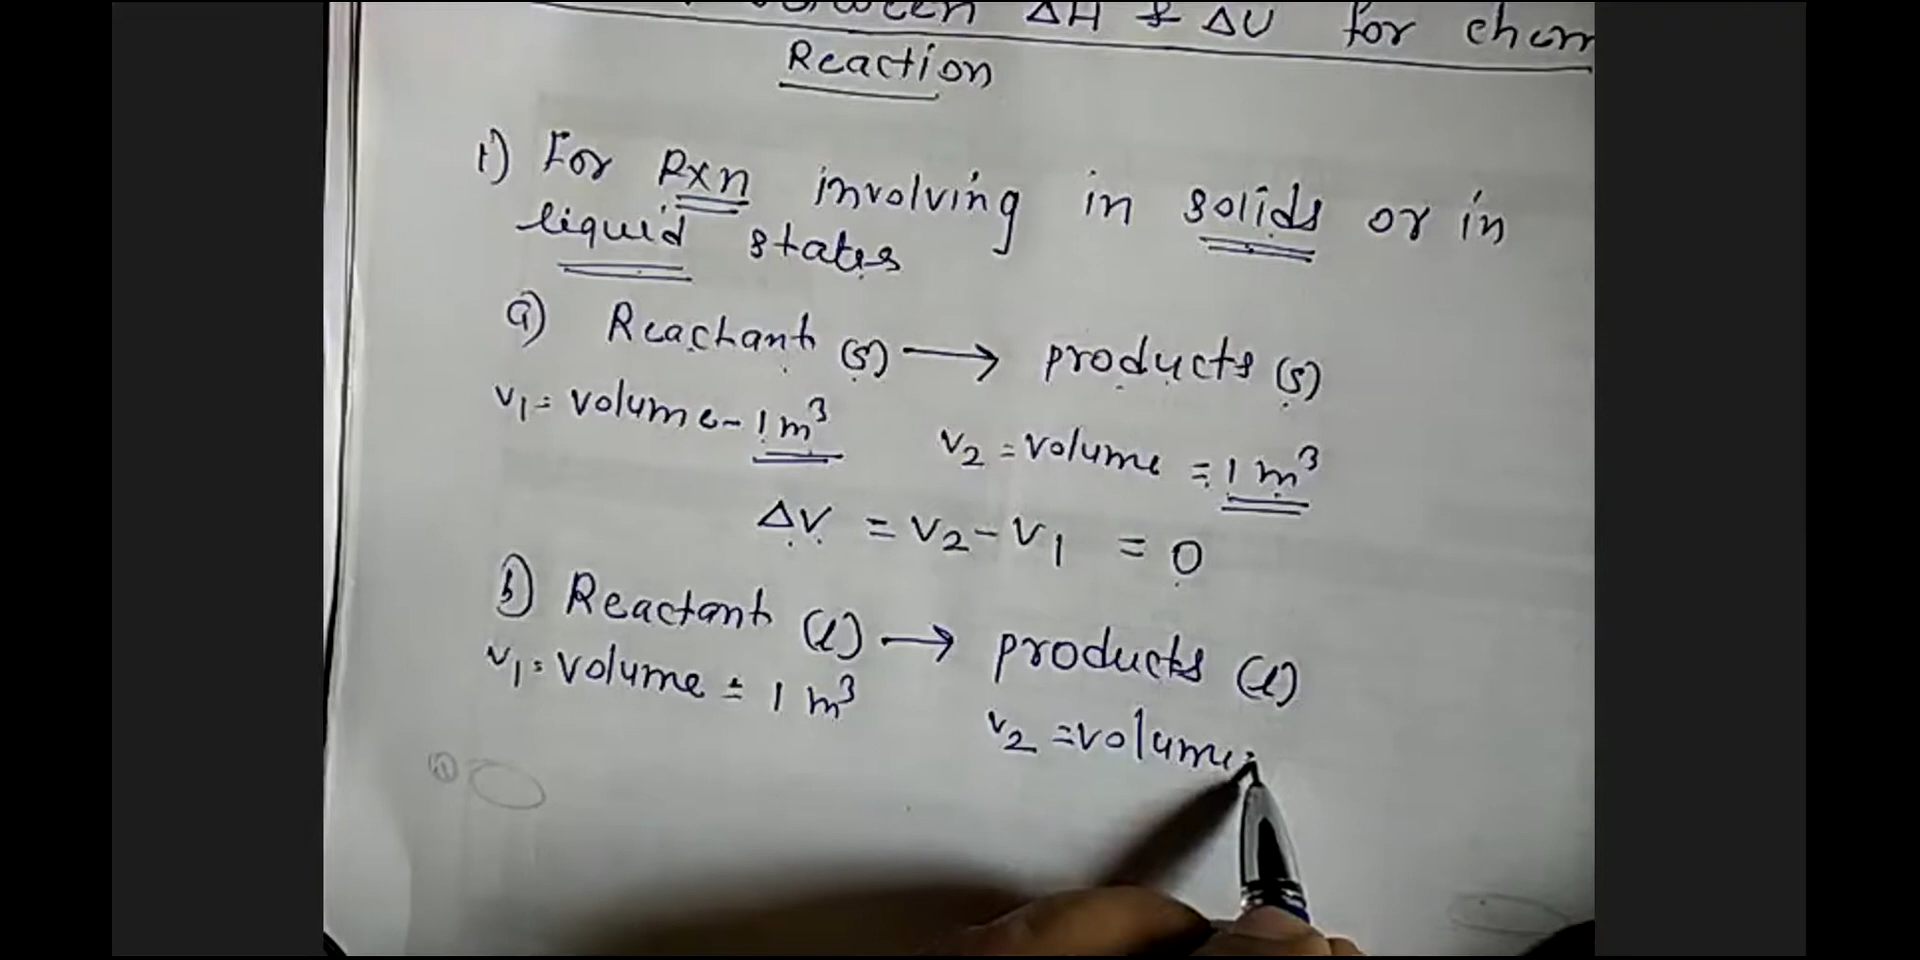 ΔH & ΔU for chem
Reaction
1) For Rxn involving in solids or in
liquid states
a) Reactant (s) → products (s)
V1 = volume - 1 m³ V2 = volume = 1 m³
ΔV = V2 - V1 = 0
b) Reactant (l) → products (l)
V1 = volume = 1 m³ V2 = volume =